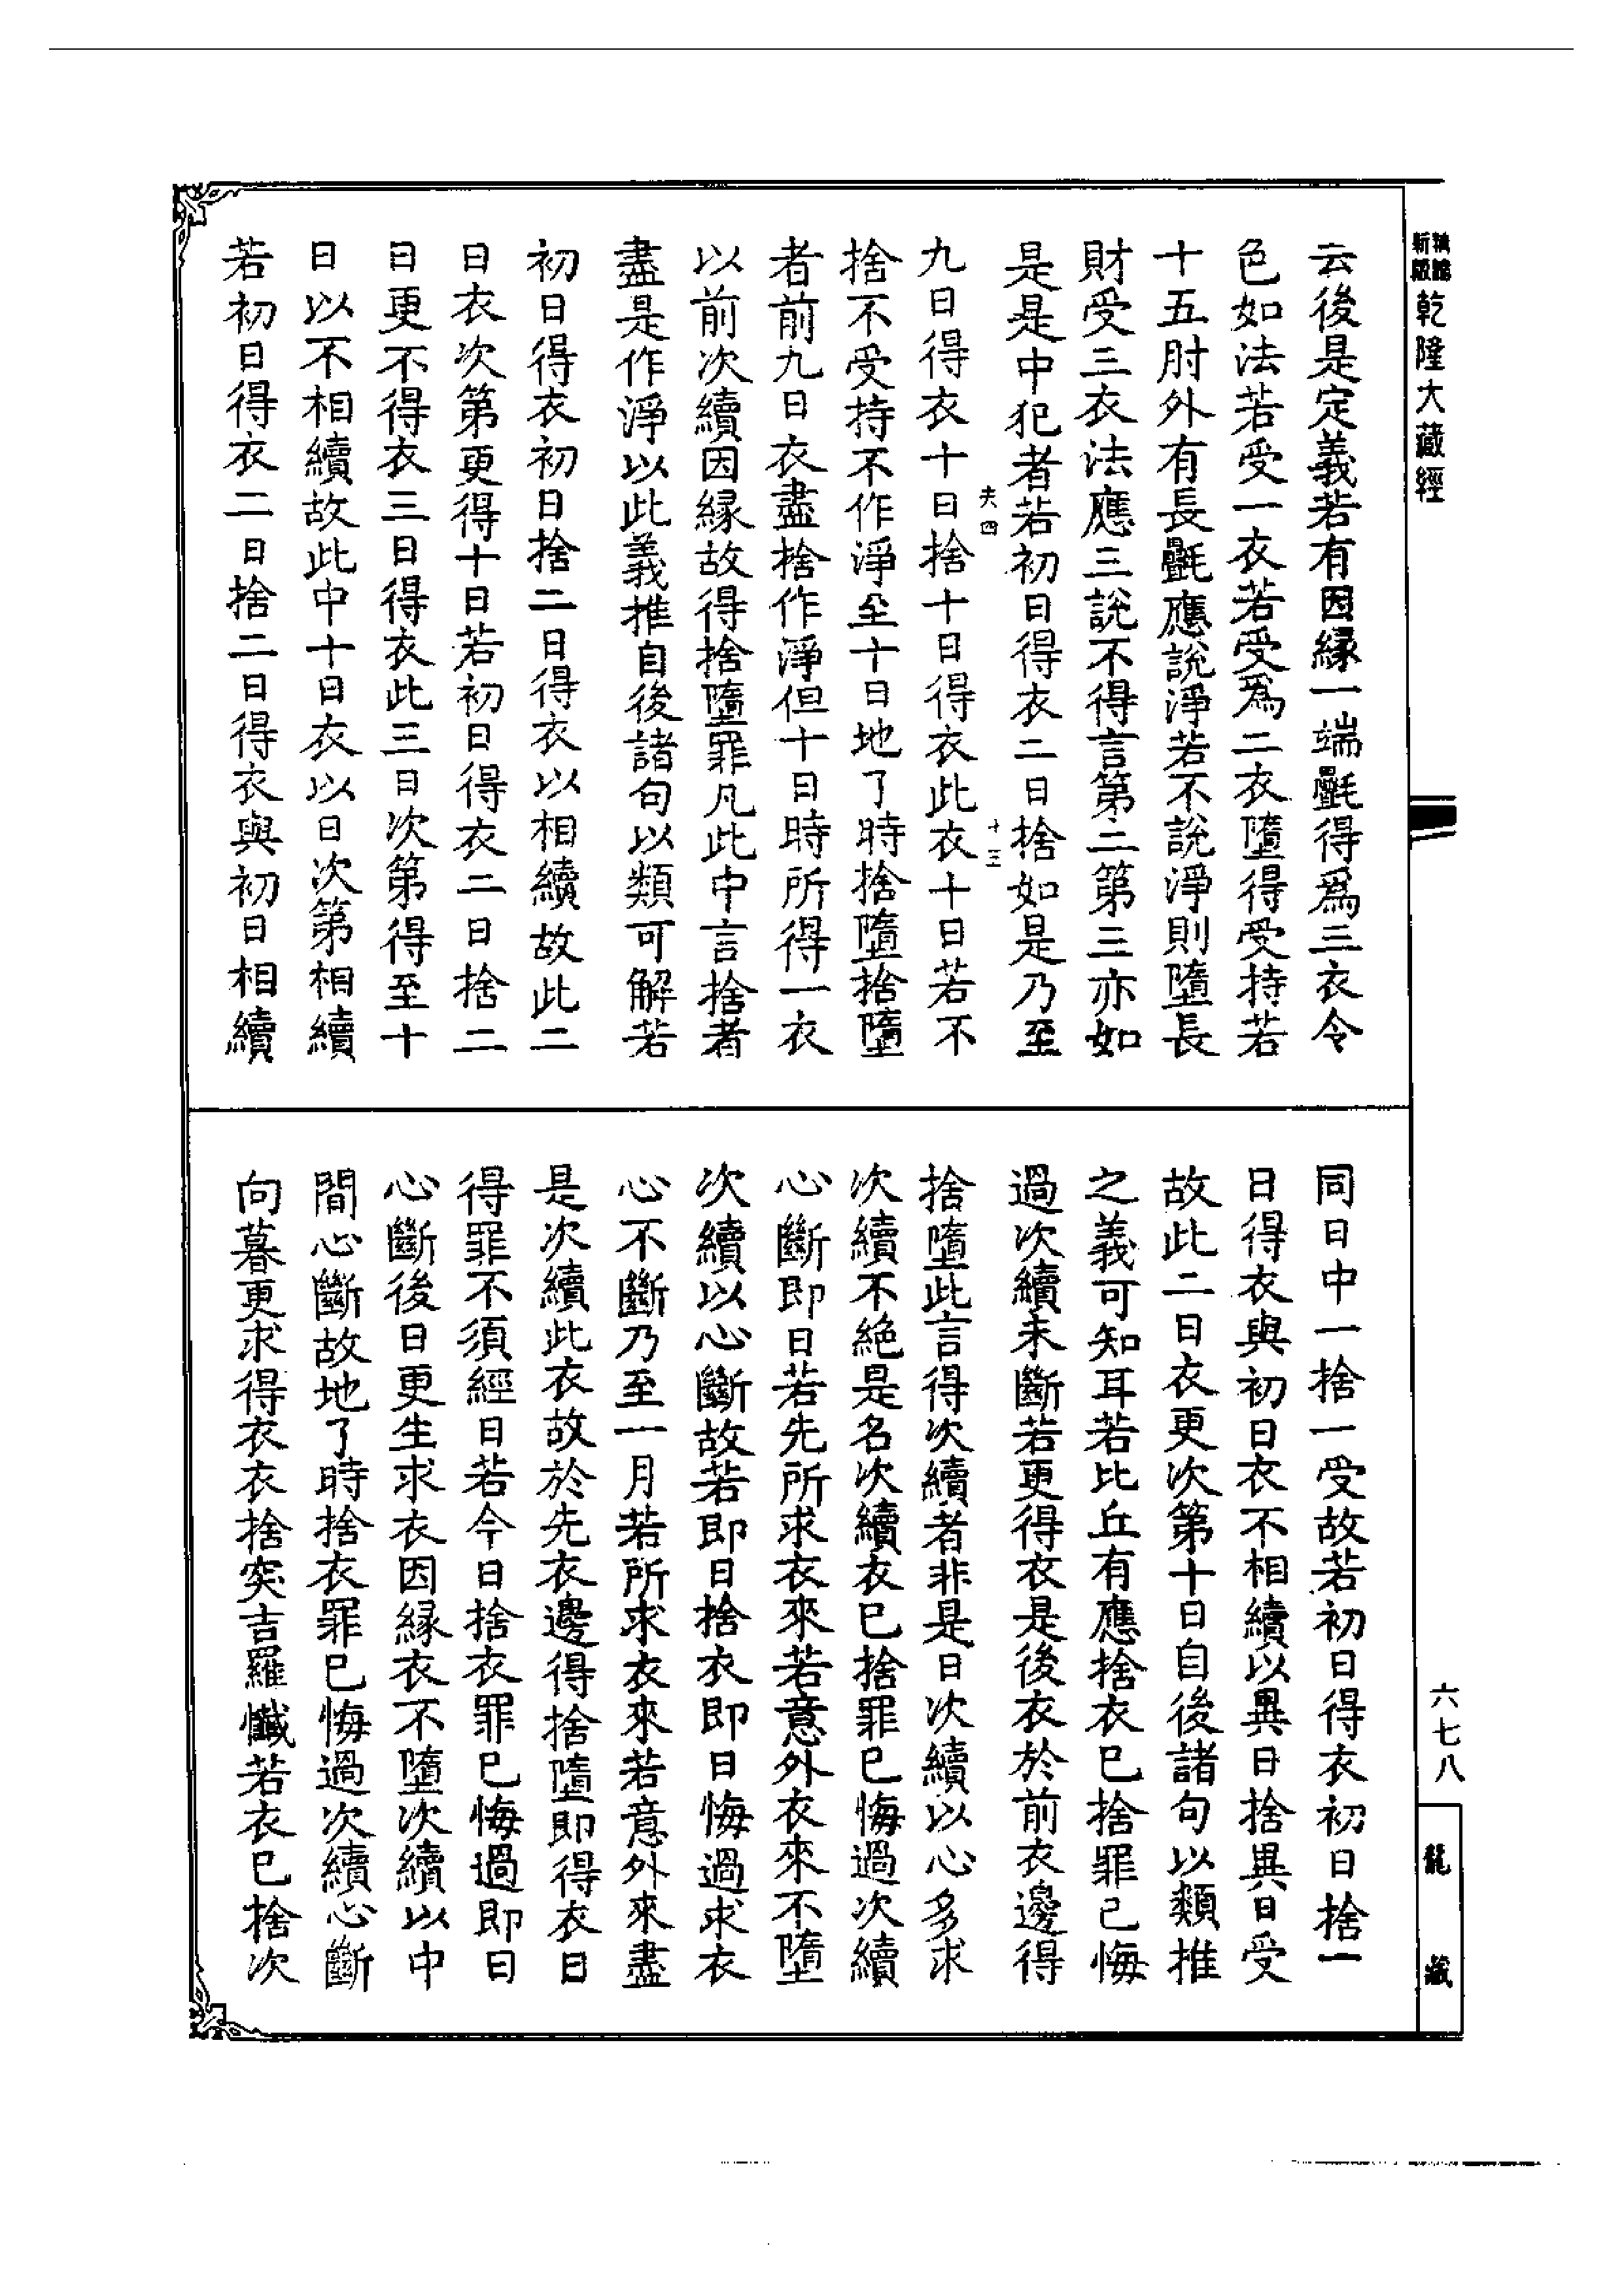 新版
精縮
乾隆大藏經
云後是定義若有因緣一端氎得爲三衣令
色如法若受一衣若受爲二衣墮得受持若
十五肘外有長氎應說淨若不說淨則墮長
財受三衣法應三說不得言第二第三亦如
是是中犯者若初日得衣二日捨如是乃至
夫四
十三
九日得衣十日捨十日得衣此衣十日若不
捨不受持不作淨至十日地了時捨墮捨墮
者前九日衣盡捨作淨但十日時所得一衣
以前次續因緣故得捨墮罪凡此中言捨者
盡是作淨以此義推自後諸句以類可解若
初日得衣初日捨二日得衣以相續故此二
日衣次第更得十日若初日得衣二日捨二
日更不得衣三日得衣此三日次第得至十
日以不相續故此中十日衣以日次第相續
若初日得衣二日捨二日得衣與初日相續
同日中一捨一受故若初日得衣初日捨一
日得衣與初日衣不相續以異日捨異日受
故此二日衣更次第十日自後諸句以類推
之義可知耳若比丘有應捨衣已捨罪已悔
過次續未斷若更得衣是後衣於前衣邊得
捨墮此言得次續者非是日次續以心多求
次續不絕是名次續衣已捨罪已悔過次續
心斷即日若先所求衣來若意外衣來不墮
次續以心斷故若即日捨衣即日悔過求衣
心不斷乃至一月若所求衣來若意外來盡
是次續此衣故於先衣邊得捨墮即得衣日
得罪不須經日若今日捨衣罪已悔過即日
心斷後日更生求衣因緣衣不墮次續以中
間心斷故地了時捨衣罪已悔過次續心斷
向暮更求得衣衣捨突吉羅懺若衣已捨次
六七八
龍藏